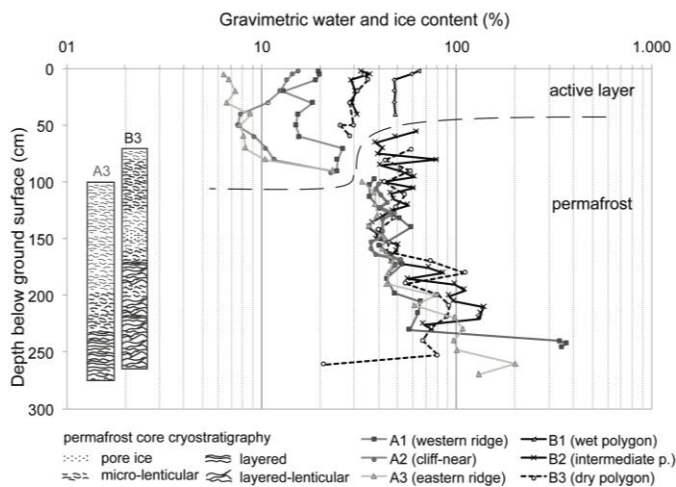 Gravimetric water and ice content (%)
01 10 100 1.000
0
50
100
150
200
250
300
Depth below ground surface (cm)
active layer
permafrost
A3
B3
permafrost core cryostratigraphy
pore ice
micro-lenticular
layered
layered-lenticular
A1 (western ridge)
A2 (cliff-near)
A3 (eastern ridge)
B1 (wet polygon)
B2 (intermediate p.)
B3 (dry polygon)